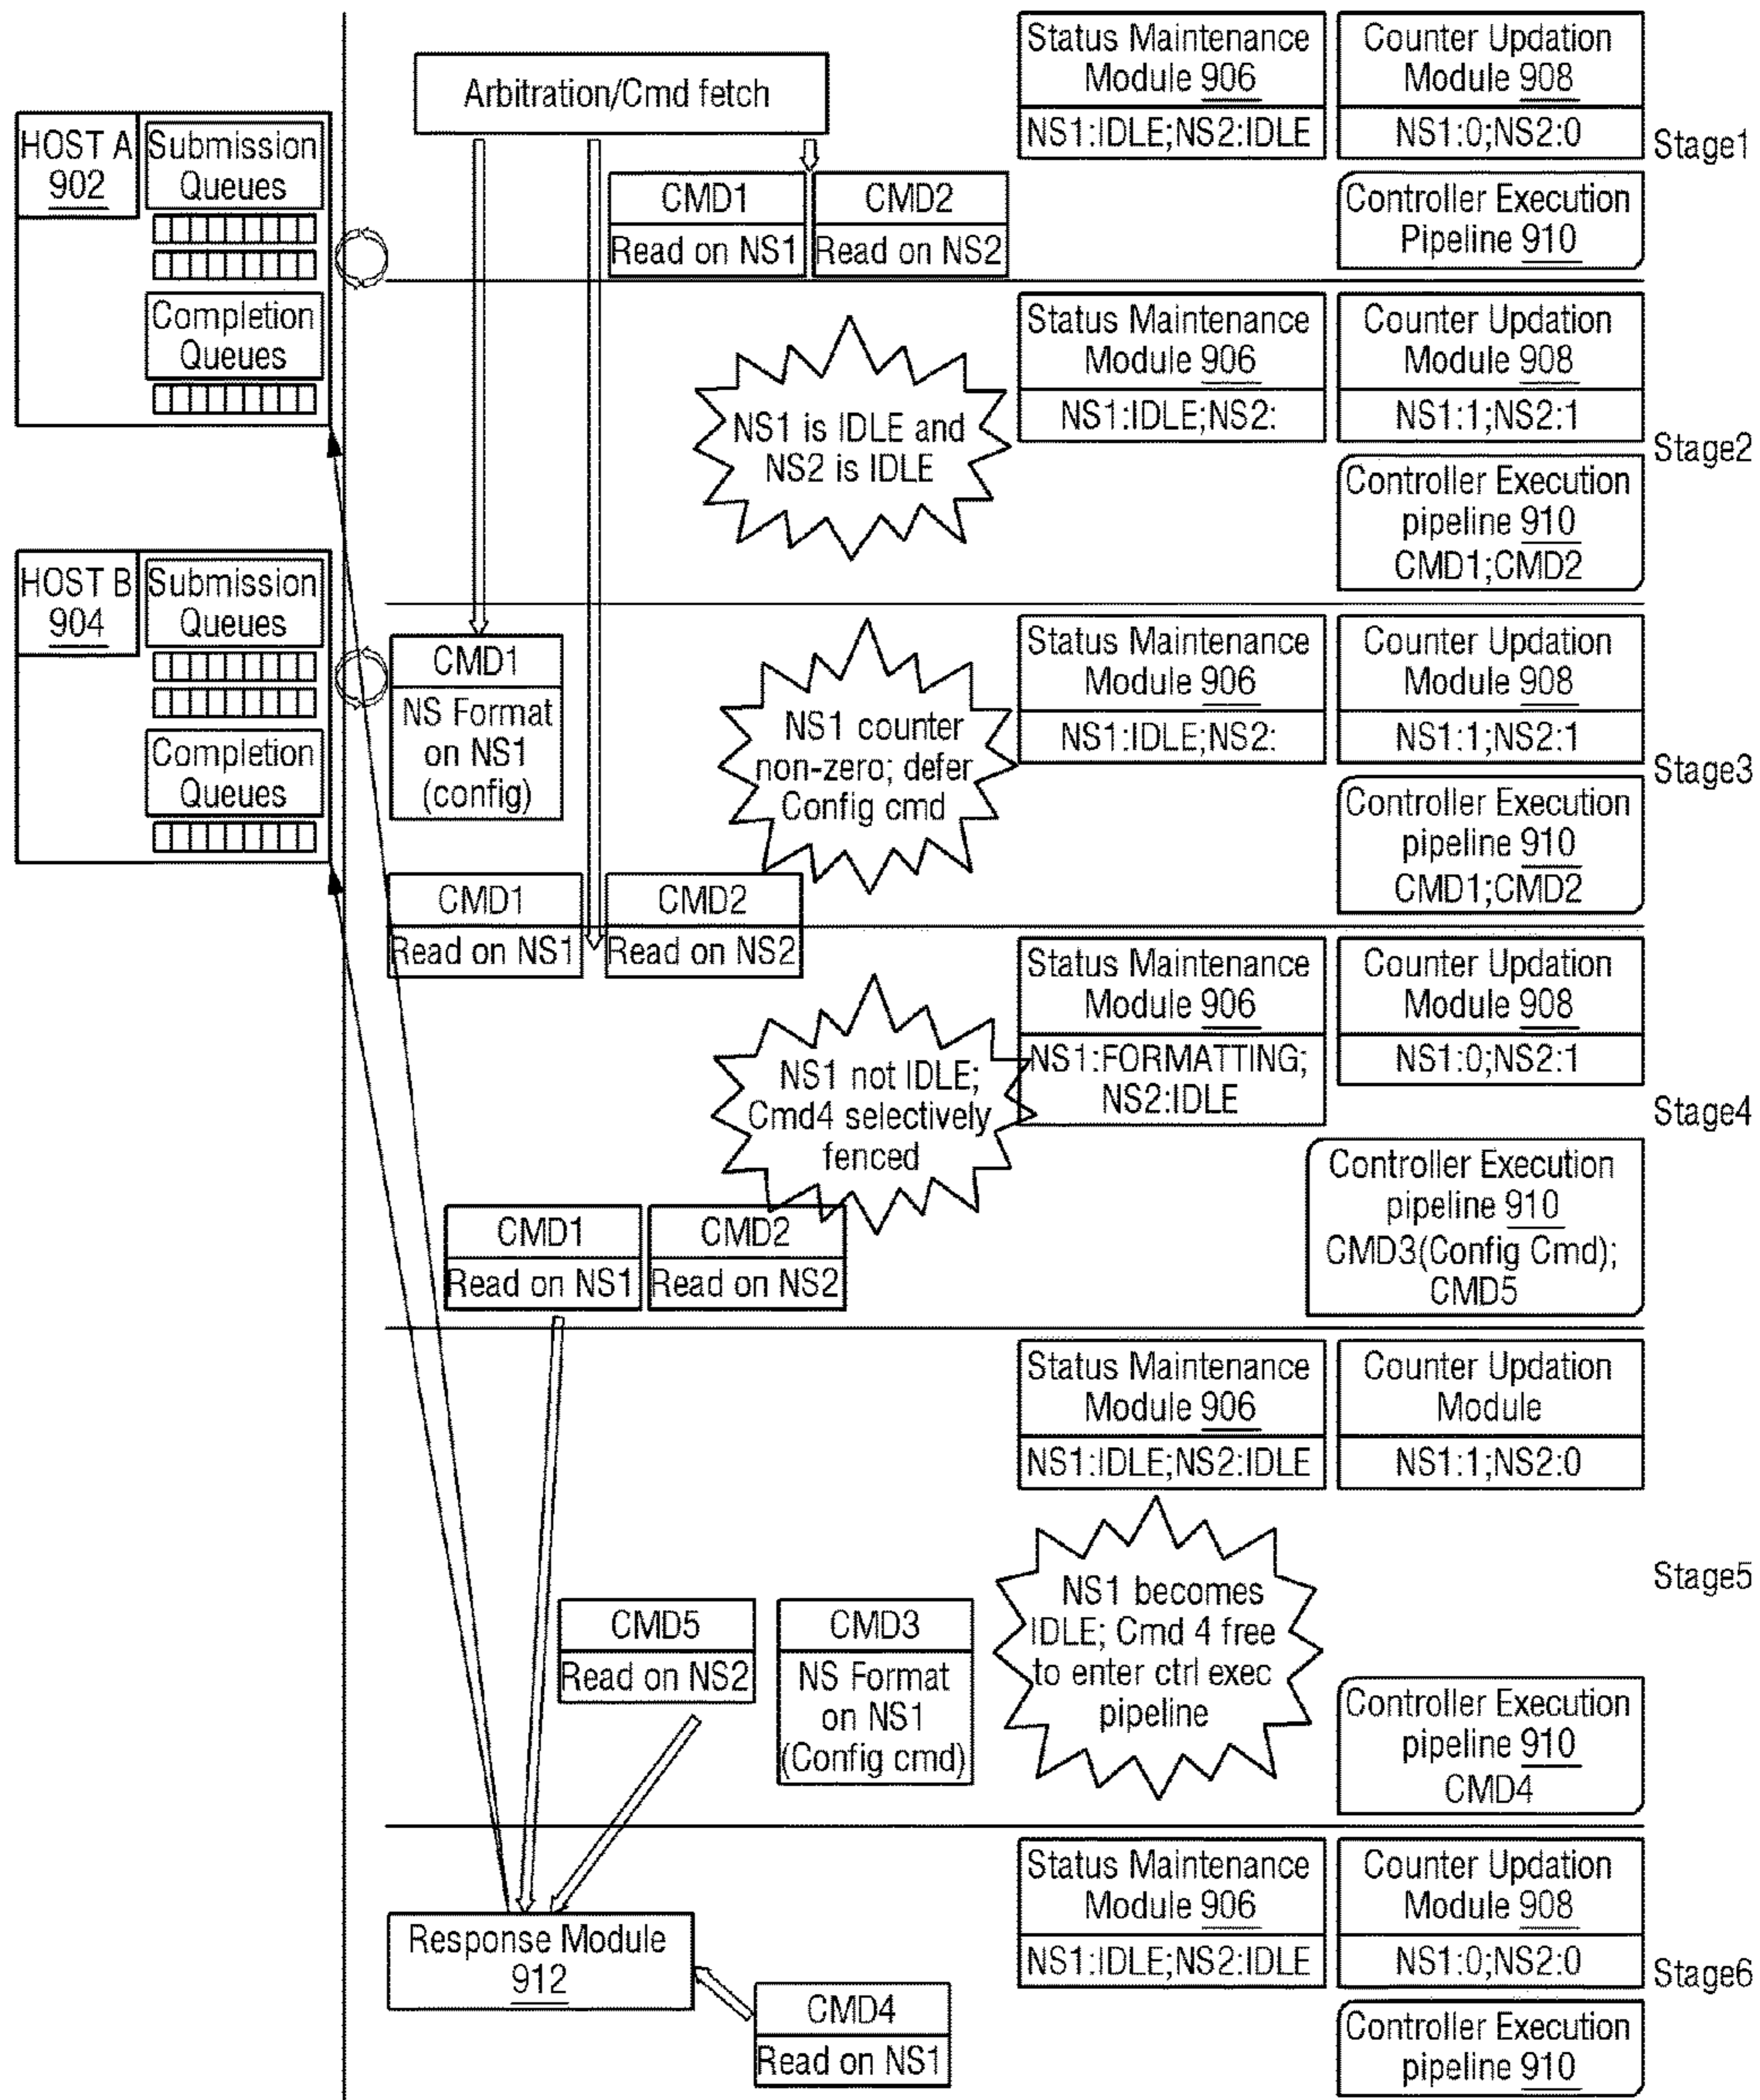 Arbitration/Cmd fetch
Status Maintenance
Module 906
NS1:IDLE;NS2:IDLE
Counter Updation
Module 908
NS1:0;NS2:0
Stage1
HOST A
902
Submission
Queues
Completion
Queues
CMD1
Read on NS1
CMD2
Read on NS2
Controller Execution
Pipeline 910
NS1 is IDLE and
NS2 is IDLE
Status Maintenance
Module 906
NS1:IDLE;NS2:
Counter Updation
Module 908
NS1:1;NS2:1
Stage2
Controller Execution
pipeline 910
CMD1;CMD2
HOST B
904
Submission
Queues
Completion
Queues
CMD1
NS Format
on NS1
(config)
NS1 counter
non-zero; defer
Config cmd
Status Maintenance
Module 906
NS1:IDLE;NS2:
Counter Updation
Module 908
NS1:1;NS2:1
Stage3
Controller Execution
pipeline 910
CMD1;CMD2
CMD1
Read on NS1
CMD2
Read on NS2
NS1 not IDLE;
Cmd4 selectively
fenced
Status Maintenance
Module 906
NS1:FORMATTING;
NS2:IDLE
Counter Updation
Module 908
NS1:0;NS2:1
Stage4
Controller Execution
pipeline 910
CMD3(Config Cmd);
CMD5
CMD1
Read on NS1
CMD2
Read on NS2
Status Maintenance
Module 906
NS1:IDLE;NS2:IDLE
Counter Updation
Module
NS1:1;NS2:0
Stage5
CMD5
Read on NS2
CMD3
NS Format
on NS1
(Config cmd)
NS1 becomes
IDLE; Cmd 4 free
to enter ctrl exec
pipeline
Controller Execution
pipeline 910
CMD4
Status Maintenance
Module 906
NS1:IDLE;NS2:IDLE
Counter Updation
Module 908
NS1:0;NS2:0
Stage6
Response Module
912
CMD4
Read on NS1
Controller Execution
pipeline 910